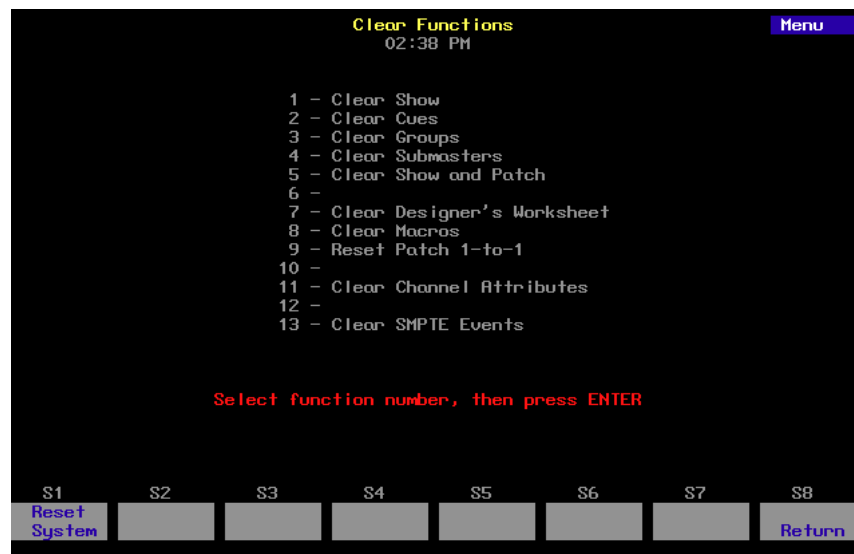 Clear Functions
Menu
02:38 PM
1 - Clear Show
2 - Clear Cues
3 - Clear Groups
4 - Clear Submasters
5 - Clear Show and Patch
6 -
7 - Clear Designer's Worksheet
8 - Clear Macros
9 - Reset Patch 1-to-1
10 -
11 - Clear Channel Attributes
12 -
13 - Clear SMPTE Events
Select function number, then press ENTER
S1 S2 S3 S4 S5 S6 S7 S8
Reset
System Return